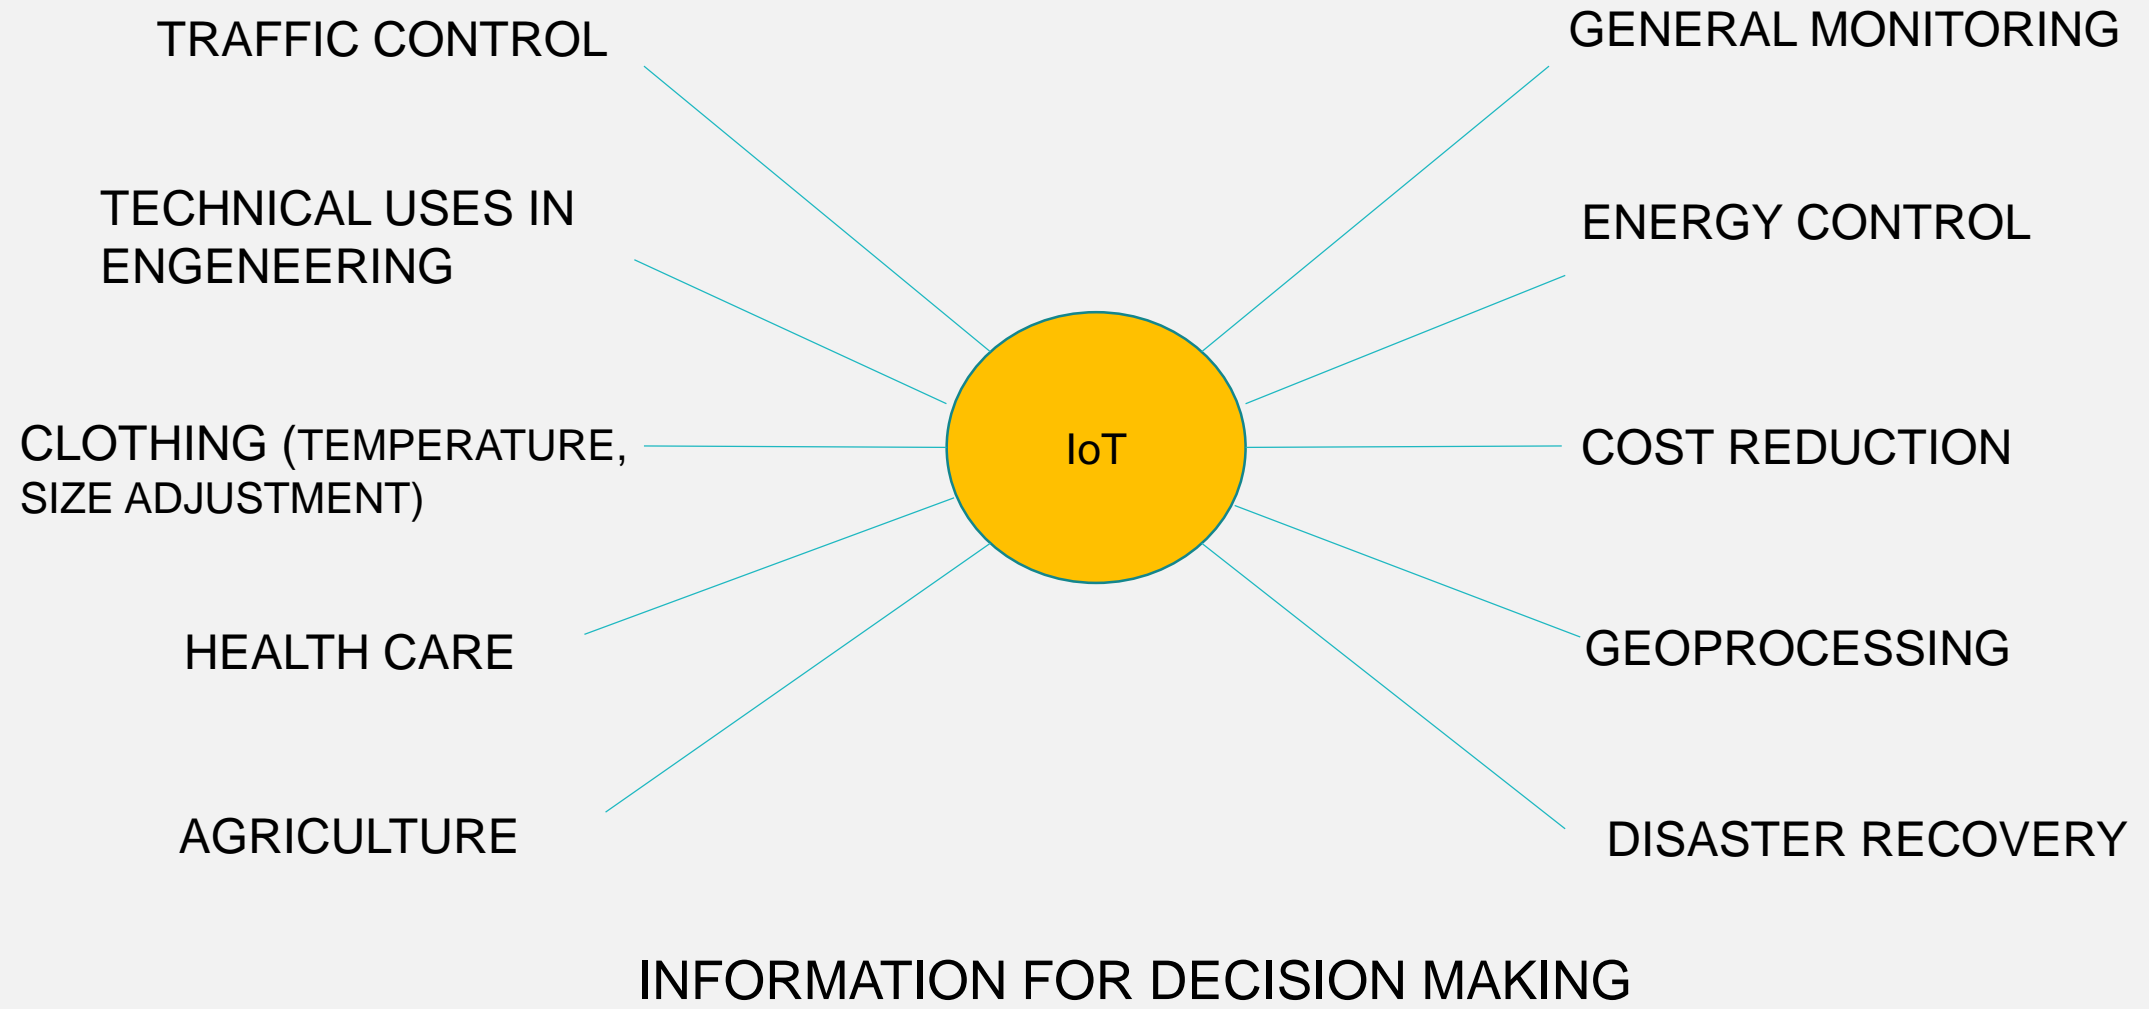 TRAFFIC CONTROL
GENERAL MONITORING
TECHNICAL USES IN
ENGENEERING
ENERGY CONTROL
CLOTHING (TEMPERATURE,
SIZE ADJUSTMENT)
IoT
COST REDUCTION
HEALTH CARE
GEOPROCESSING
AGRICULTURE
DISASTER RECOVERY
INFORMATION FOR DECISION MAKING